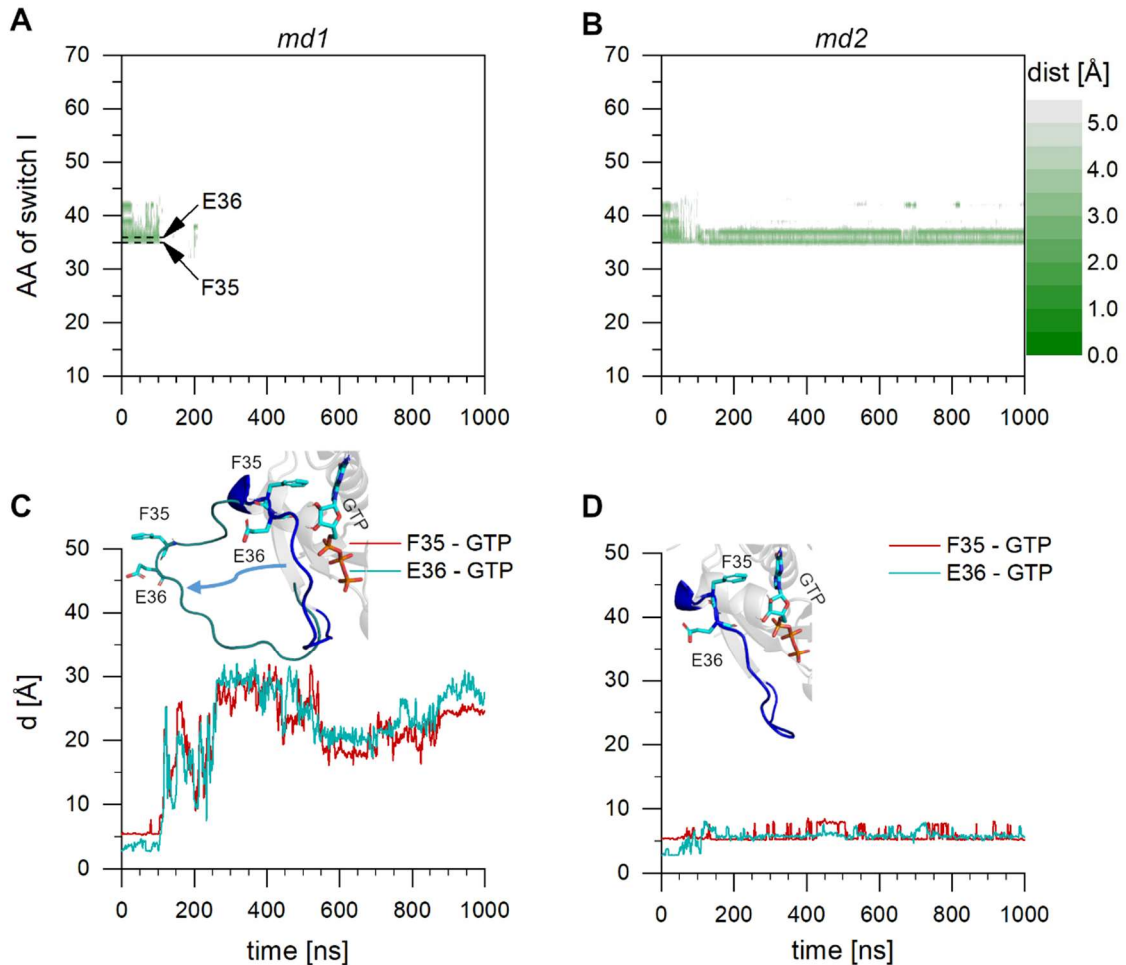 A
md1
70
60
50
40
30
20
10
AA of switch I
E36
F35
0 200 400 600 800 1000
B
md2
70
60
50
40
30
20
10
0 200 400 600 800 1000
dist [Å]
5.0
4.0
3.0
2.0
1.0
0.0
C
F35
F35
E36
E36
GTP
F35 - GTP
E36 - GTP
50
40
30
20
10
0
d [Å]
0 200 400 600 800 1000
time [ns]
D
F35
E36
GTP
F35 - GTP
E36 - GTP
50
40
30
20
10
0
0 200 400 600 800 1000
time [ns]